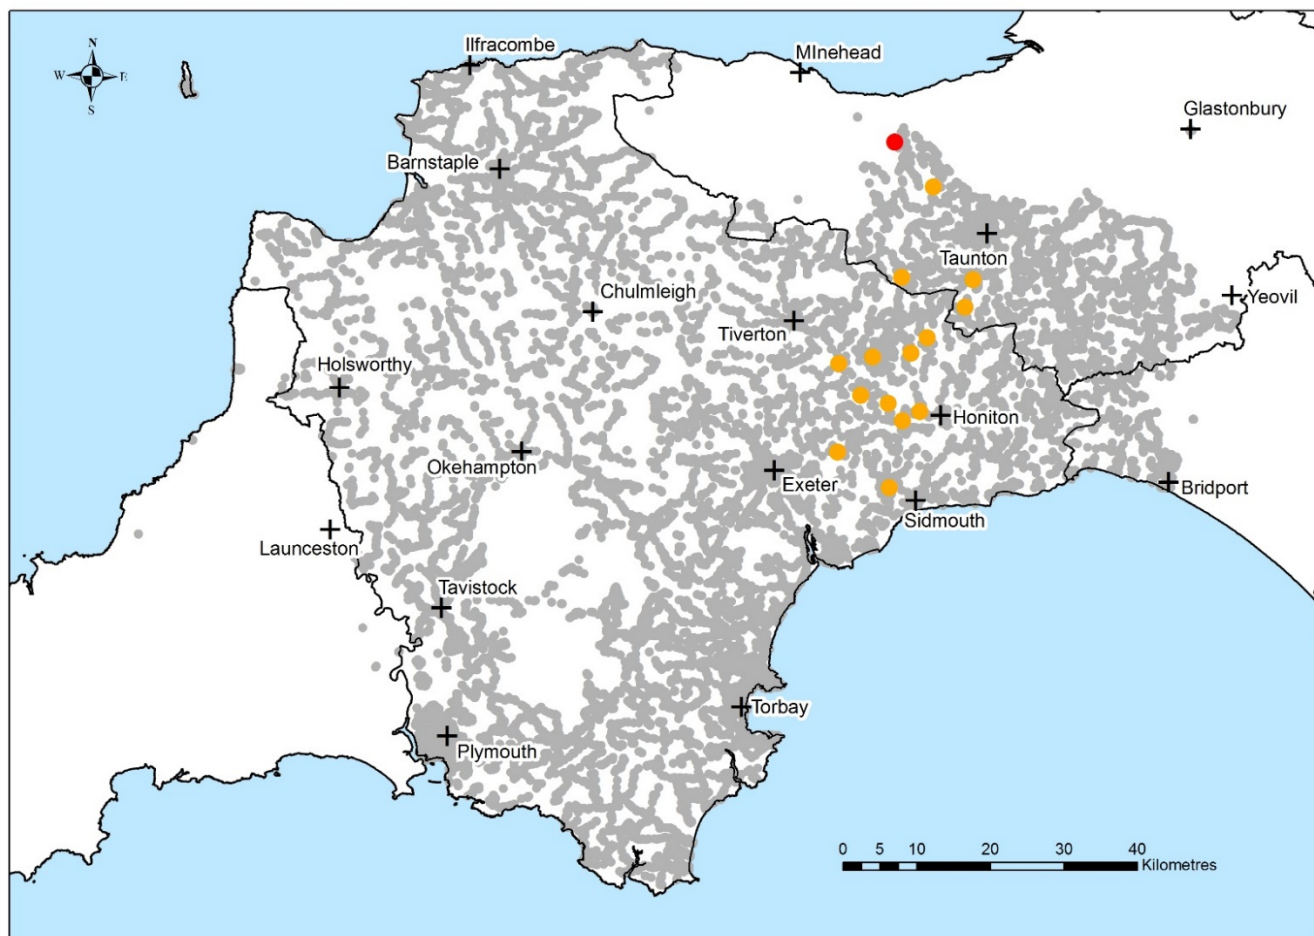 Ilfracombe
MInehead
N
W
E
S
Glastonbury
Barnstaple
Taunton
Chulmleigh
Yeovil
Tiverton
Holsworthy
Honiton
Okehampton
Exeter
Bridport
Sidmouth
Launceston
Tavistock
Torbay
Plymouth
0 5 10 20 30 40
Kilometres